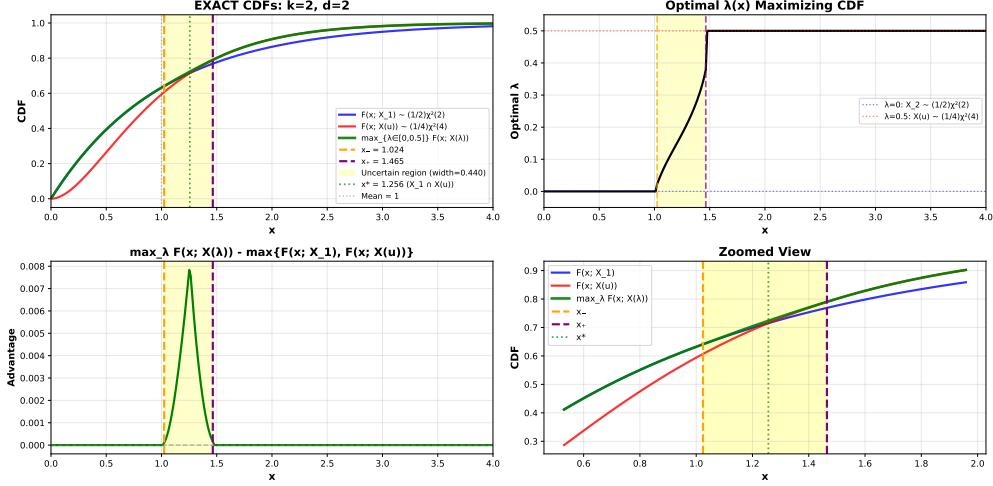 EXACT CDFs: k=2, d=2
CDF
1.0
0.8
0.6
0.4
0.2
0.0
F(x; X_1) ~ (1/2)χ²(2)
F(x; X(u)) ~ (1/4)χ²(4)
max_{λ∈[0,0.5]} F(x; X(λ))
x₋ = 1.024
x₊ = 1.465
Uncertain region (width=0.440)
x* = 1.256 (X_1 ∩ X(u))
Mean = 1
0.0 0.5 1.0 1.5 2.0 2.5 3.0 3.5 4.0
x
Optimal λ(x) Maximizing CDF
Optimal λ
0.5
0.4
0.3
0.2
0.1
0.0
λ=0: X_2 ~ (1/2)χ²(2)
λ=0.5: X(u) ~ (1/4)χ²(4)
0.0 0.5 1.0 1.5 2.0 2.5 3.0 3.5 4.0
x
max_λ F(x; X(λ)) - max{F(x; X_1), F(x; X(u))}
Advantage
0.008
0.007
0.006
0.005
0.004
0.003
0.002
0.001
0.000
0.0 0.5 1.0 1.5 2.0 2.5 3.0 3.5 4.0
x
Zoomed View
CDF
0.9
0.8
0.7
0.6
0.5
0.4
0.3
F(x; X_1)
F(x; X(u))
max_λ F(x; X(λ))
x₋
x₊
x*
0.6 0.8 1.0 1.2 1.4 1.6 1.8 2.0
x